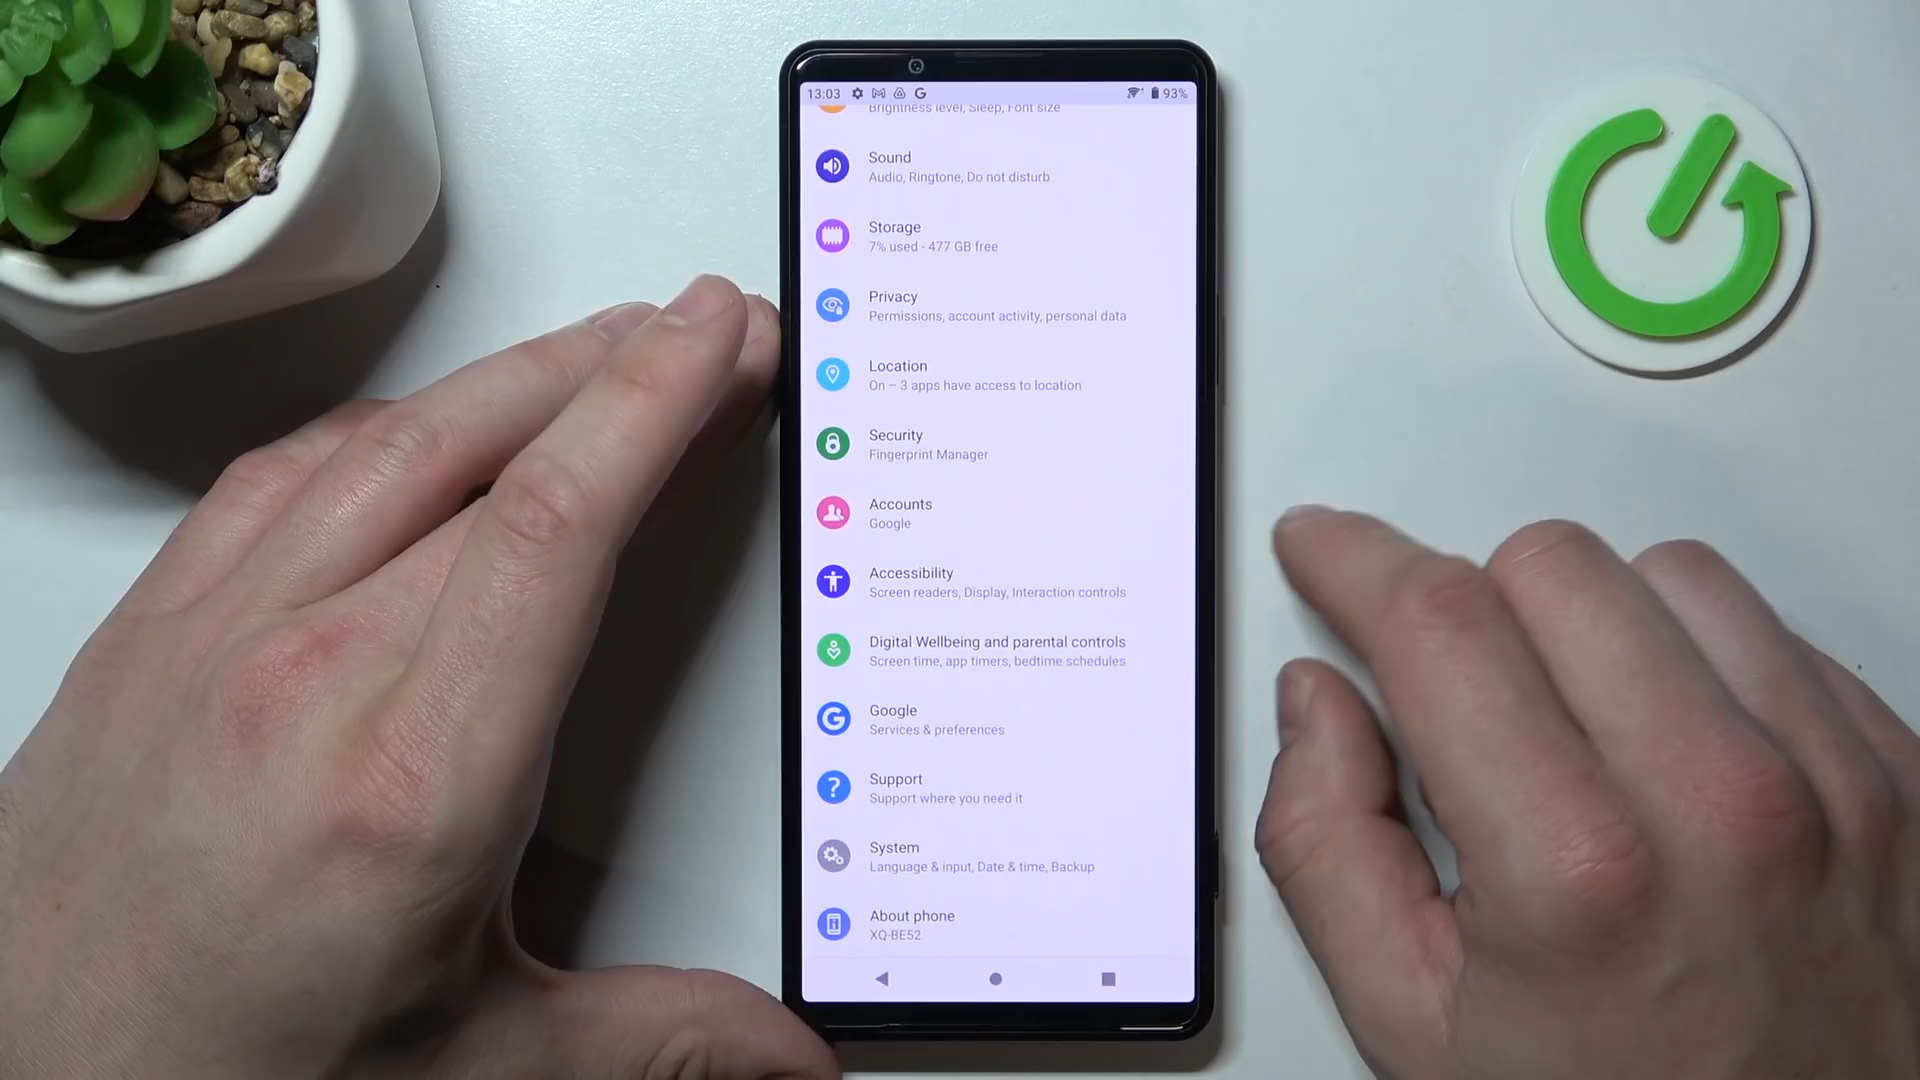 13:03 93%
Brightness level, Sleep, Font size
Sound
Audio, Ringtone, Do not disturb
Storage
7% used - 477 GB free
Privacy
Permissions, account activity, personal data
Location
On – 3 apps have access to location
Security
Fingerprint Manager
Accounts
Google
Accessibility
Screen readers, Display, Interaction controls
Digital Wellbeing and parental controls
Screen time, app timers, bedtime schedules
Google
Services & preferences
Support
Support where you need it
System
Language & input, Date & time, Backup
About phone
XQ-BE52